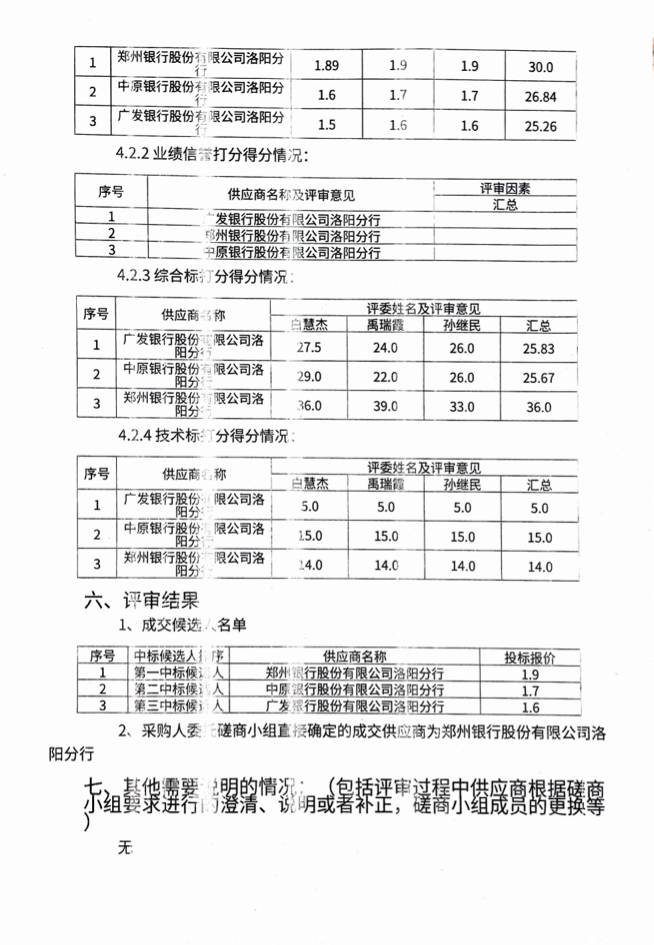 1 郑州银行股份有限公司洛阳分行 1.89 1.9 1.9 30.0
2 中原银行股份有限公司洛阳分行 1.6 1.7 1.7 26.84
3 广发银行股份有限公司洛阳分行 1.5 1.6 1.6 25.26
4.2.2 业绩信誉打分得分情况：
序号 供应商名称及评审意见 评审因素
汇总
1 广发银行股份有限公司洛阳分行
2 郑州银行股份有限公司洛阳分行
3 中原银行股份有限公司洛阳分行
4.2.3 综合标打分得分情况：
序号 供应商名称 评委姓名及评审意见
白慧杰 禹瑞霞 孙继民 汇总
1 广发银行股份有限公司洛阳分行 27.5 24.0 26.0 25.83
2 中原银行股份有限公司洛阳分行 29.0 22.0 26.0 25.67
3 郑州银行股份有限公司洛阳分行 36.0 39.0 33.0 36.0
4.2.4 技术标打分得分情况：
序号 供应商名称 评委姓名及评审意见
白慧杰 禹瑞霞 孙继民 汇总
1 广发银行股份有限公司洛阳分行 5.0 5.0 5.0 5.0
2 中原银行股份有限公司洛阳分行 15.0 15.0 15.0 15.0
3 郑州银行股份有限公司洛阳分行 14.0 14.0 14.0 14.0
六、评审结果
1、成交候选人名单
序号 中标候选人排序 供应商名称 投标报价
1 第一中标候选人 郑州银行股份有限公司洛阳分行 1.9
2 第二中标候选人 中原银行股份有限公司洛阳分行 1.7
3 第三中标候选人 广发银行股份有限公司洛阳分行 1.6
2、采购人委托磋商小组直接确定的成交供应商为郑州银行股份有限公司洛
阳分行
七、其他需要说明的情况：（包括评审过程中供应商根据磋商
小组要求进行的澄清、说明或者补正，磋商小组成员的更换等
）
无